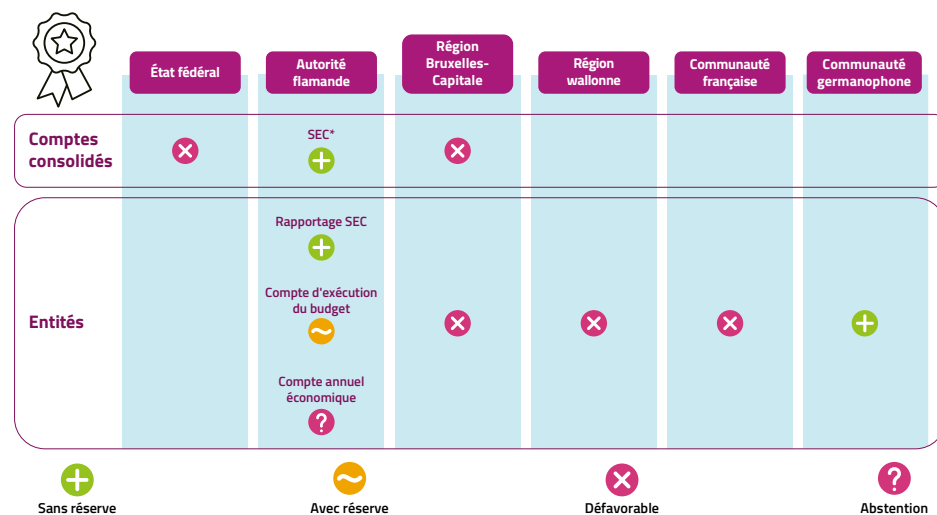 État fédéral
Autorité
flamande
Région
Bruxelles-
Capitale
Région
wallonne
Communauté
française
Communauté
germanophone
Comptes
consolidés
SEC*
Entités
Rapportage SEC
Compte d'exécution
du budget
Compte annuel
économique
Sans réserve
Avec réserve
Défavorable
Abstention